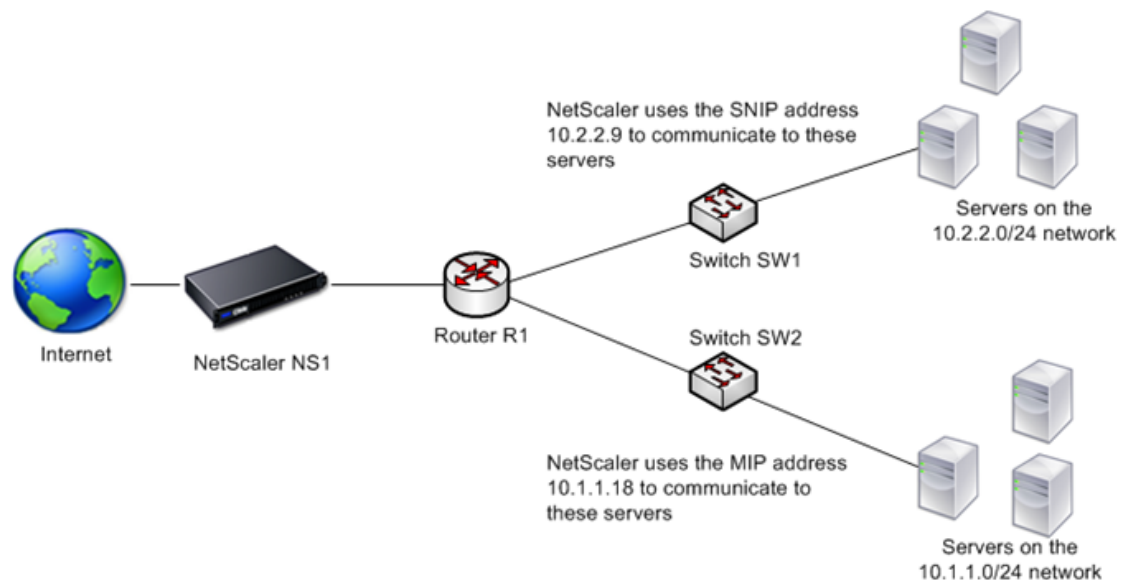 NetScaler uses the SNIP address
10.2.2.9 to communicate to these
servers
Servers on the
10.2.2.0/24 network
Switch SW1
Internet
NetScaler NS1
Router R1
Switch SW2
NetScaler uses the MIP address
10.1.1.18 to communicate to
these servers
Servers on the
10.1.1.0/24 network